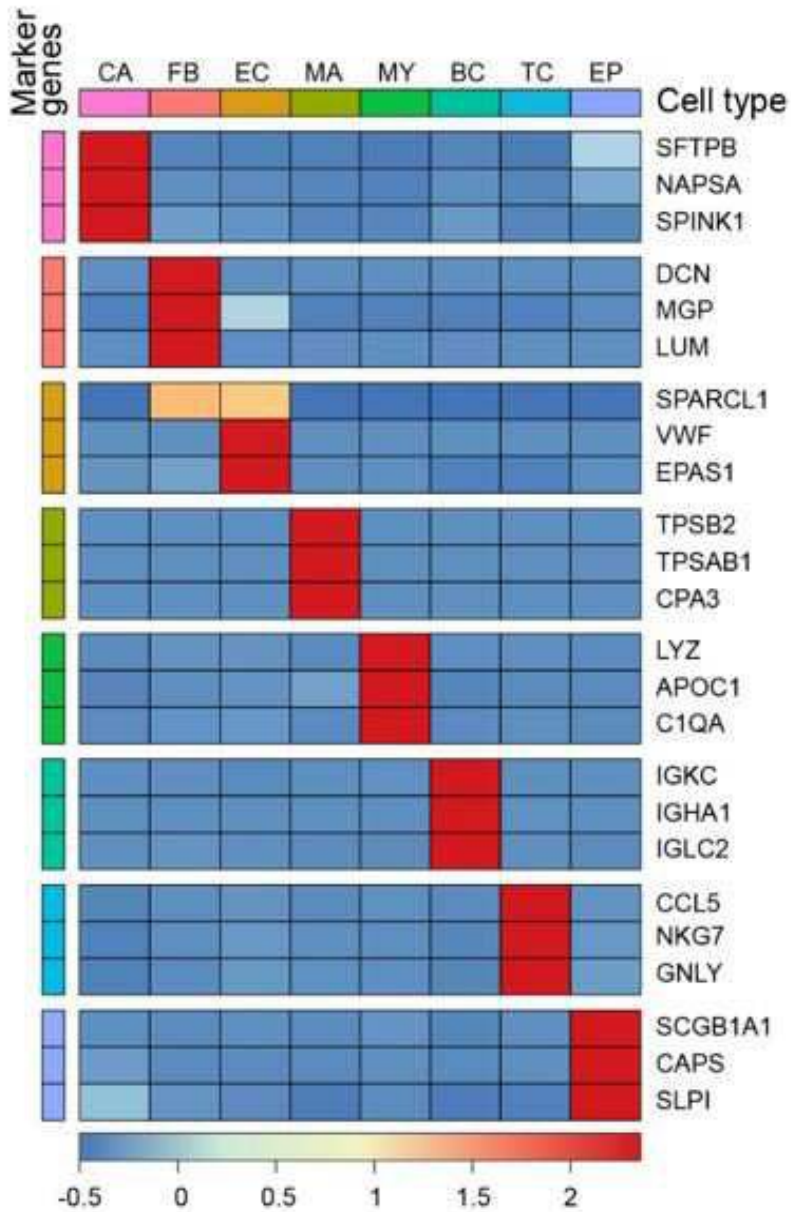 Marker genes
CA FB EC MA MY BC TC EP
Cell type
SFTPB
NAPSA
SPINK1
DCN
MGP
LUM
SPARCL1
VWF
EPAS1
TPSB2
TPSAB1
CPA3
LYZ
APOC1
C1QA
IGKC
IGHA1
IGLC2
CCL5
NKG7
GNLY
SCGB1A1
CAPS
SLPI
-0.5 0 0.5 1 1.5 2